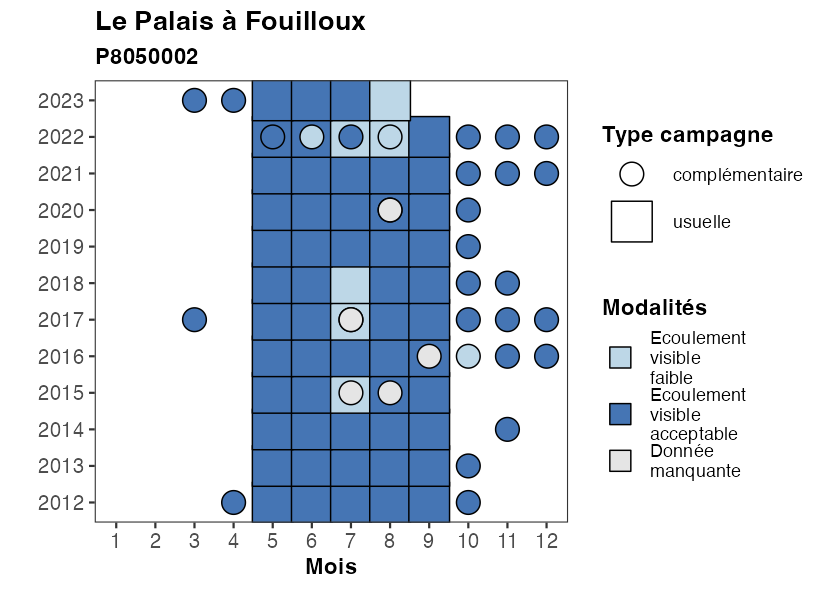 Le Palais à Fouilloux
P8050002
2023
2022
2021
2020
2019
2018
2017
2016
2015
2014
2013
2012
1 2 3 4 5 6 7 8 9 10 11 12
Mois
Type campagne
complémentaire
usuelle
Modalités
Ecoulement
visible
faible
Ecoulement
visible
acceptable
Donnée
manquante